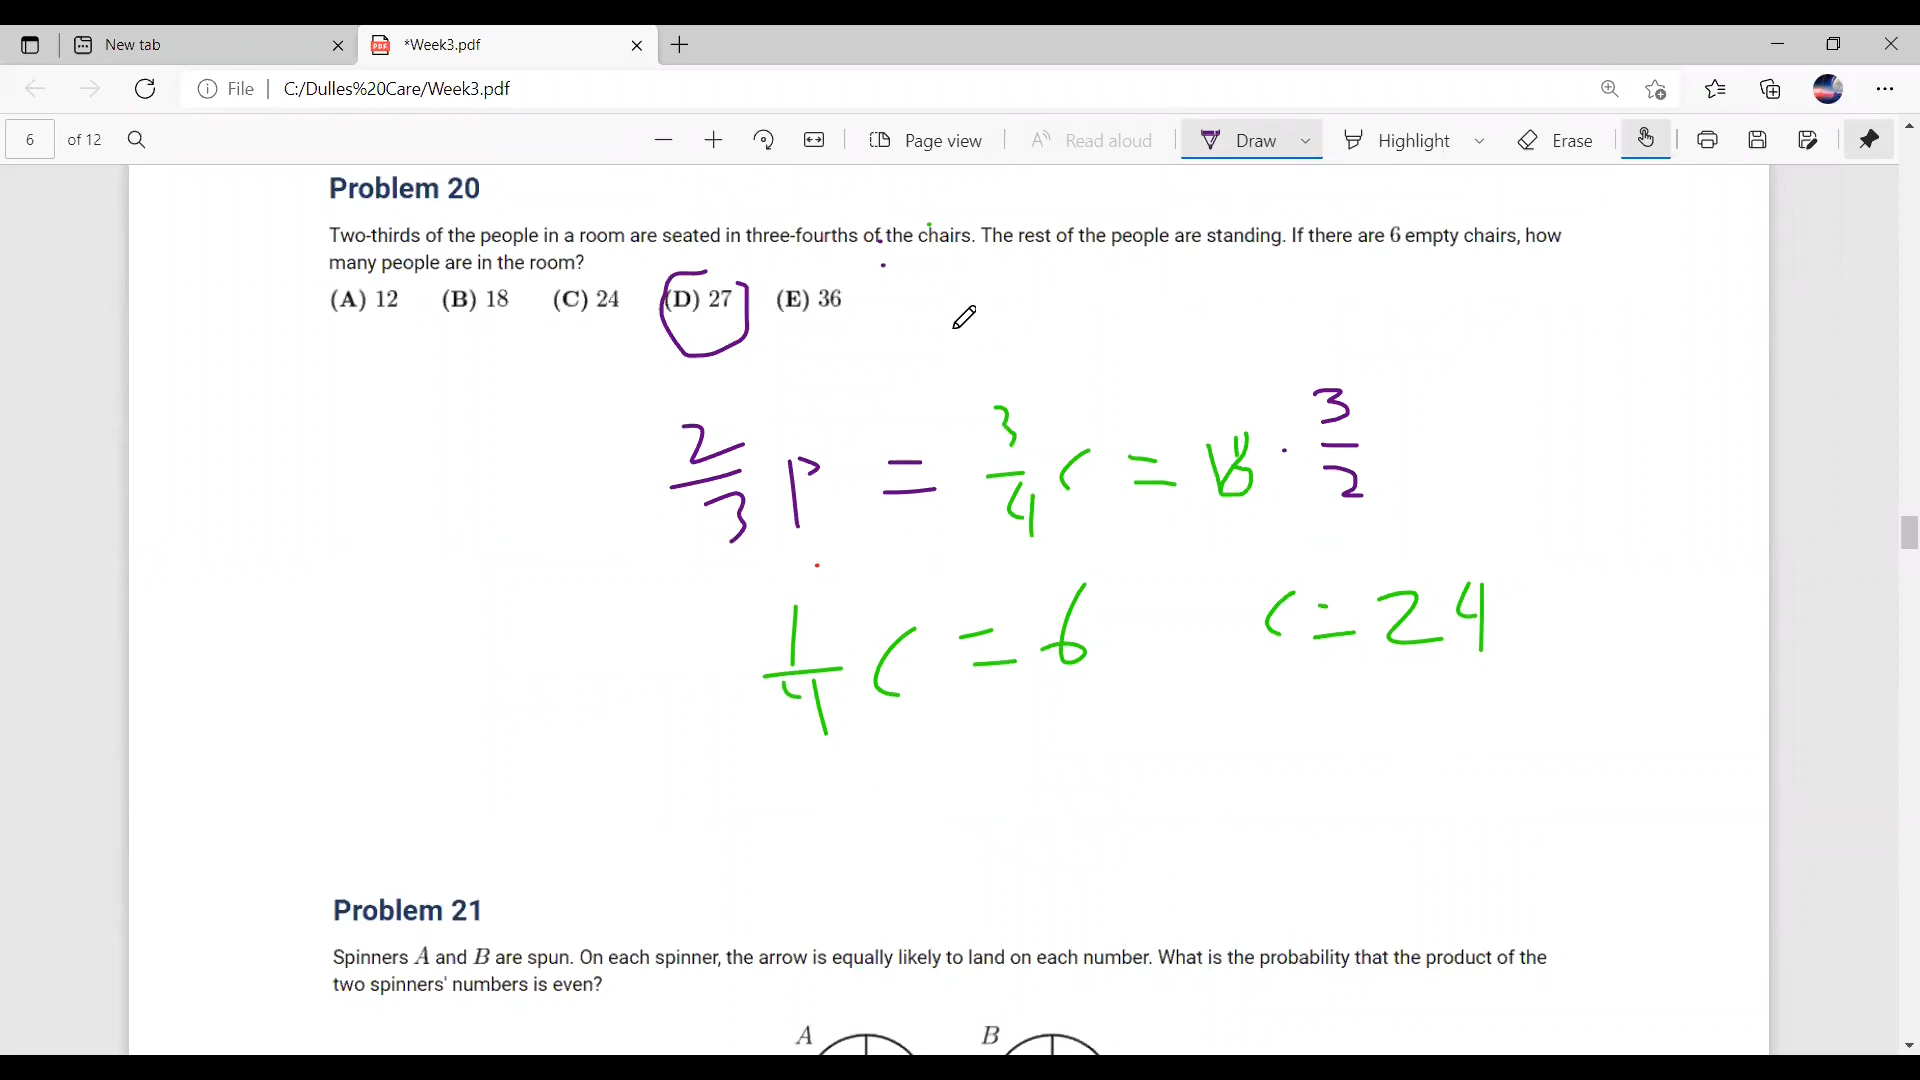 New tab
*Week3.pdf
File
C:/Dulles%20Care/Week3.pdf
6 of 12
Page view
Read aloud
Draw
Highlight
Erase
Problem 20
Two-thirds of the people in a room are seated in three-fourths of the chairs. The rest of the people are standing. If there are 6 empty chairs, how
many people are in the room?
(A) 12 (B) 18 (C) 24 (D) 27 (E) 36
2/3 p = 3/4 c = 18 · 3/2
1/4 c = 6 c = 24
Problem 21
Spinners A and B are spun. On each spinner, the arrow is equally likely to land on each number. What is the probability that the product of the
two spinners' numbers is even?
A B